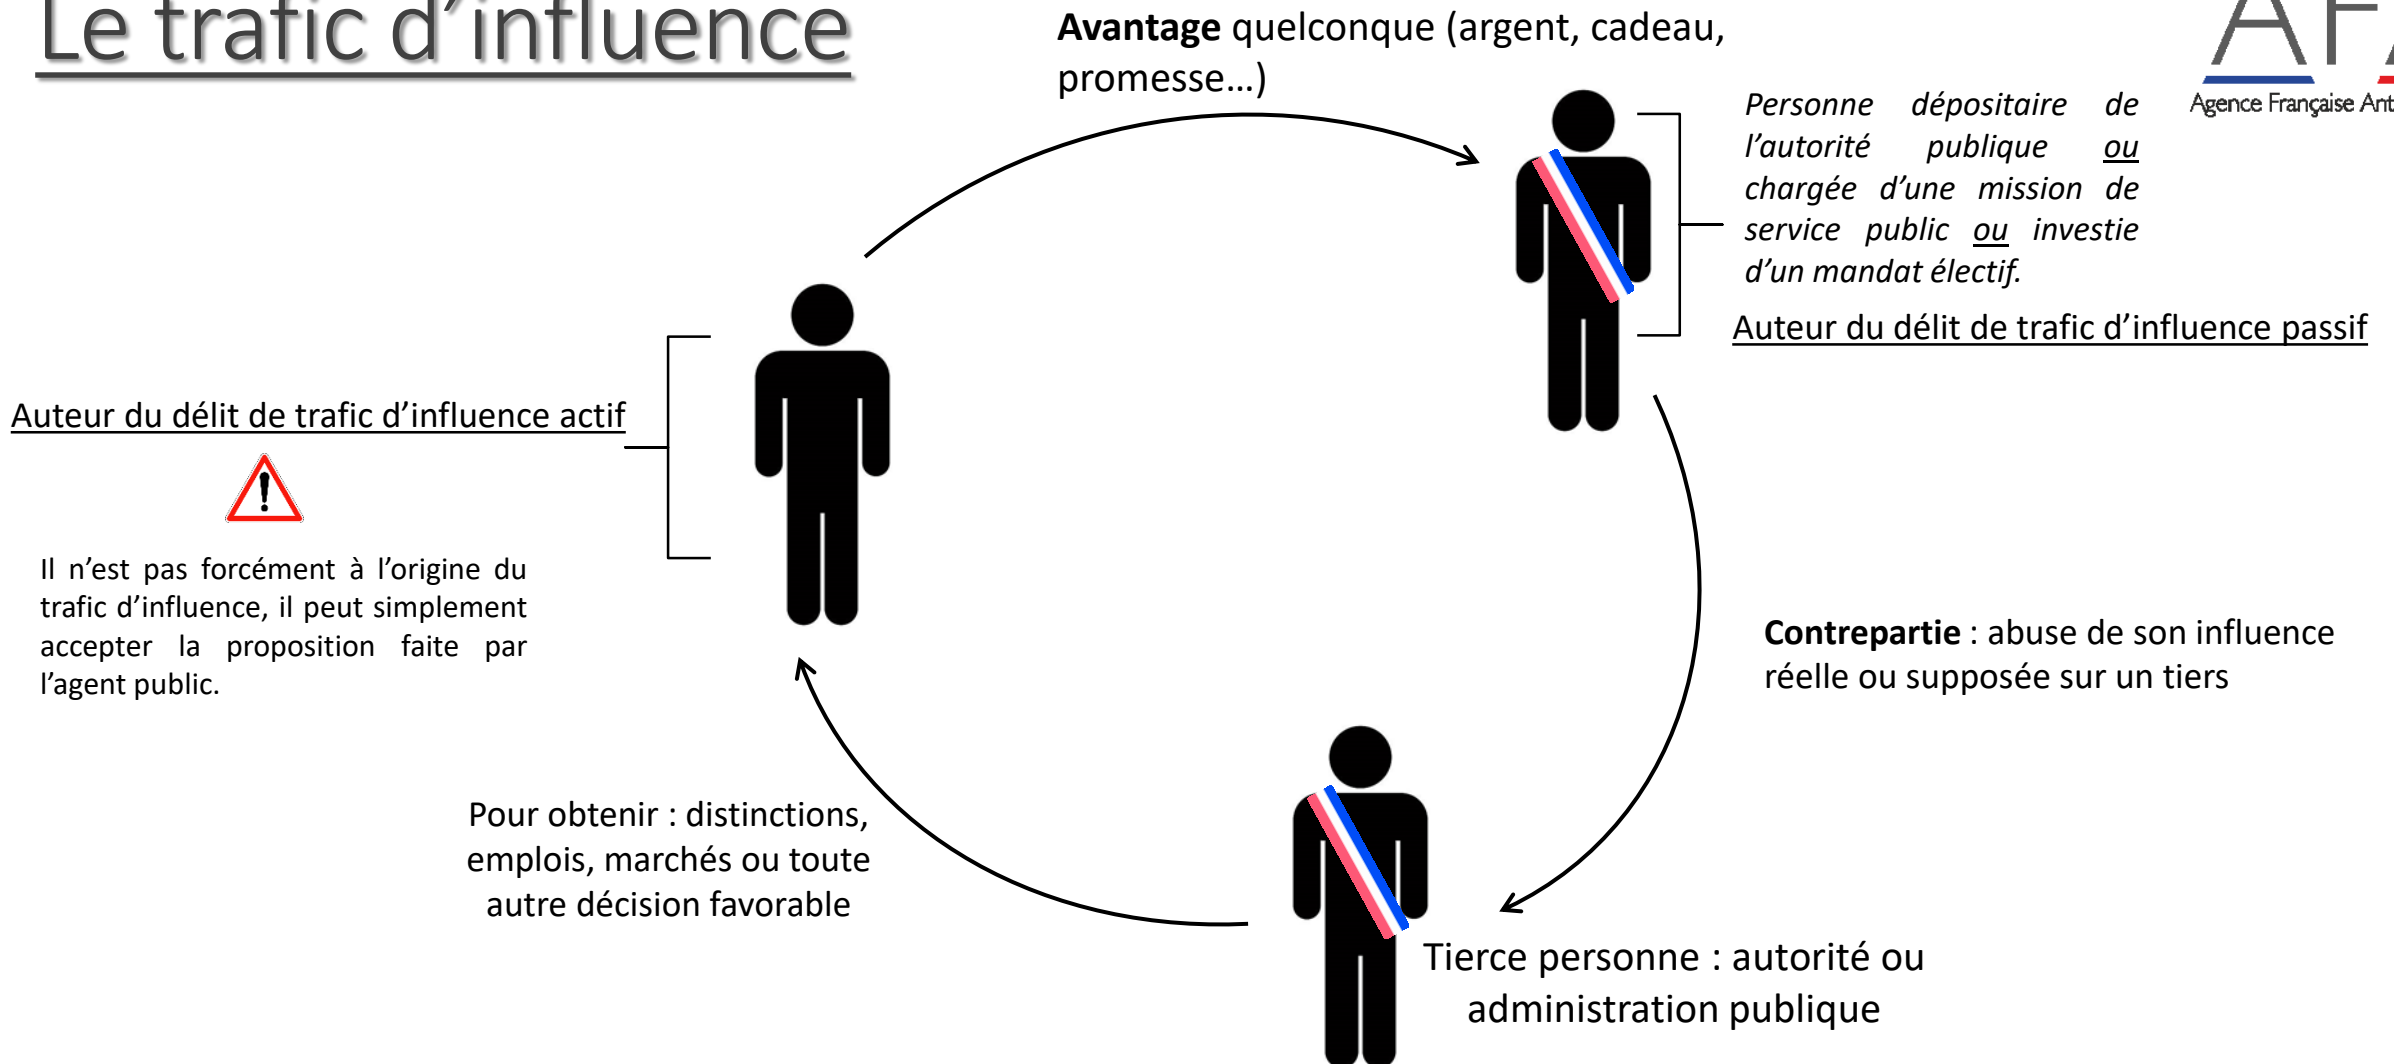 Le trafic d’influence
Avantage quelconque (argent, cadeau,
promesse…)
Agence Française
Personne dépositaire de
l’autorité publique ou
chargée d’une mission de
service public ou investie
d’un mandat électif.
Auteur du délit de trafic d’influence passif
Auteur du délit de trafic d’influence actif
Il n’est pas forcément à l’origine du
trafic d’influence, il peut simplement
accepter la proposition faite par
l’agent public.
Contrepartie : abuse de son influence
réelle ou supposée sur un tiers
Pour obtenir : distinctions,
emplois, marchés ou toute
autre décision favorable
Tierce personne : autorité ou
administration publique